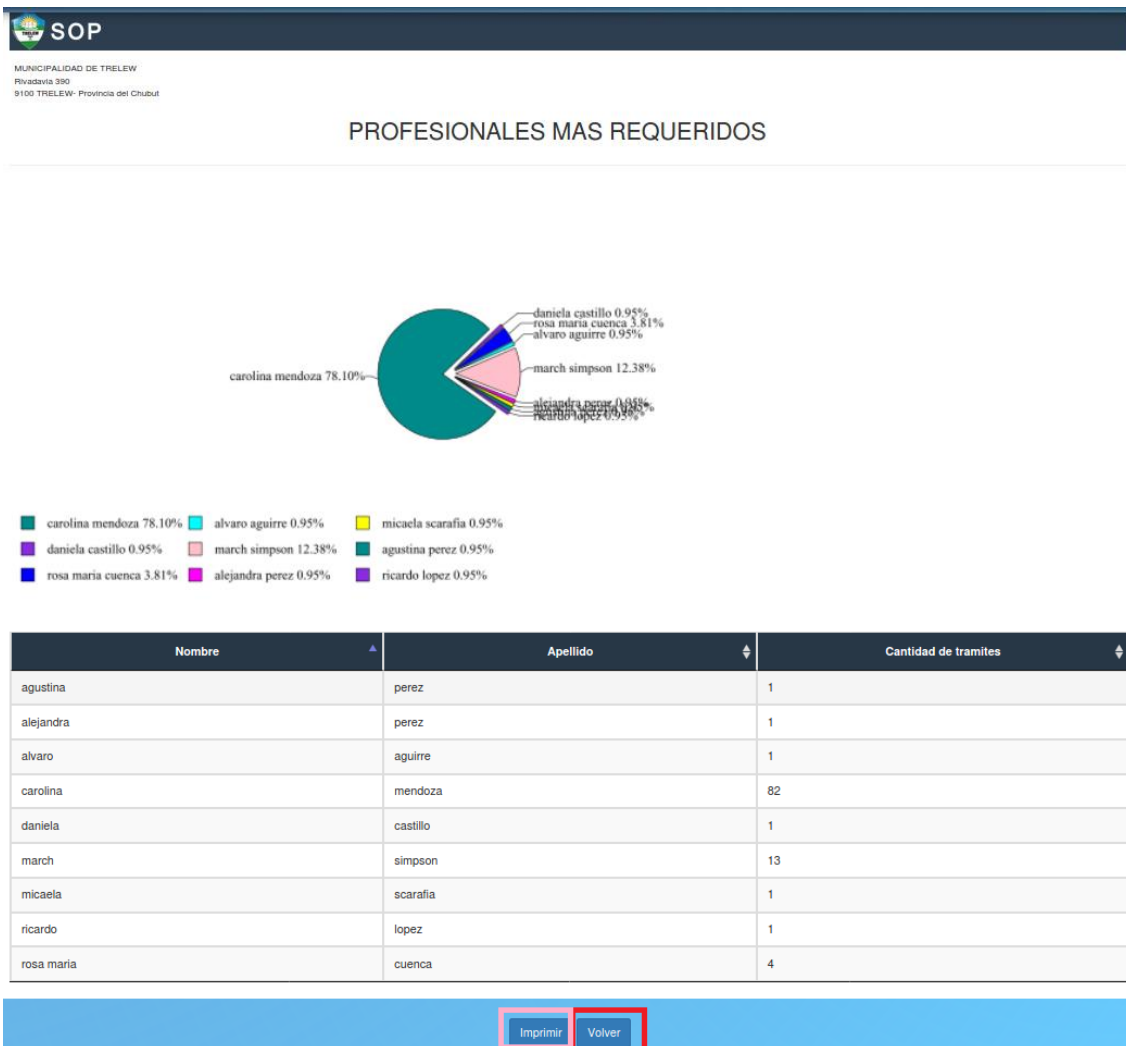 SOP
MUNICIPALIDAD DE TRELEW
Rivadavia 390
9100 TRELEW- Provincia del Chubut
PROFESIONALES MAS REQUERIDOS
daniela castillo 0.95%
rosa maria cuenca 3.81%
alvaro aguirre 0.95%
march simpson 12.38%
carolina mendoza 78.10%
alejandra perez 0.95%
ricardo lopez 0.95%
carolina mendoza 78.10% alvaro aguirre 0.95% micaela scarafia 0.95%
daniela castillo 0.95% march simpson 12.38% agustina perez 0.95%
rosa maria cuenca 3.81% alejandra perez 0.95% ricardo lopez 0.95%
Nombre Apellido Cantidad de tramites
agustina perez 1
alejandra perez 1
alvaro aguirre 1
carolina mendoza 82
daniela castillo 1
march simpson 13
micaela scarafia 1
ricardo lopez 1
rosa maria cuenca 4
Imprimir Volver